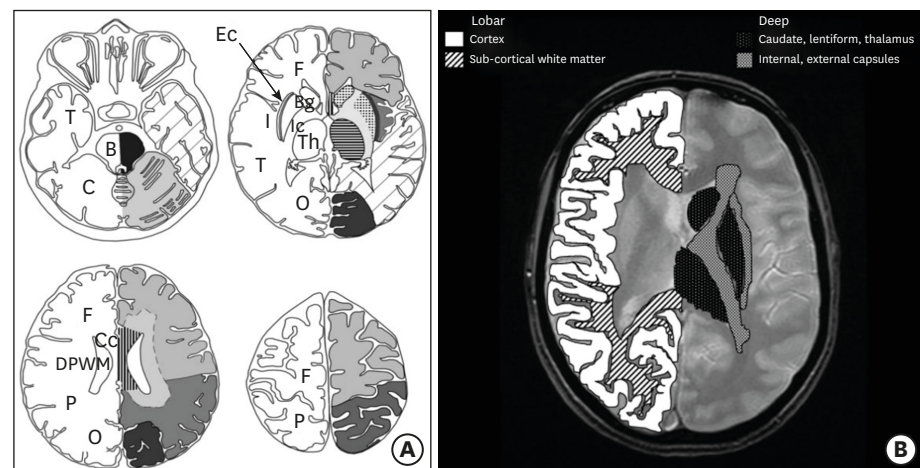 Ec
F
T
I
Bg
Ic
B
Th
T
C
O
F
Cc
DPWM
F
P
P
O
A
Lobar
Deep
Cortex
Caudate, lentiform, thalamus
Sub-cortical white matter
Internal, external capsules
B